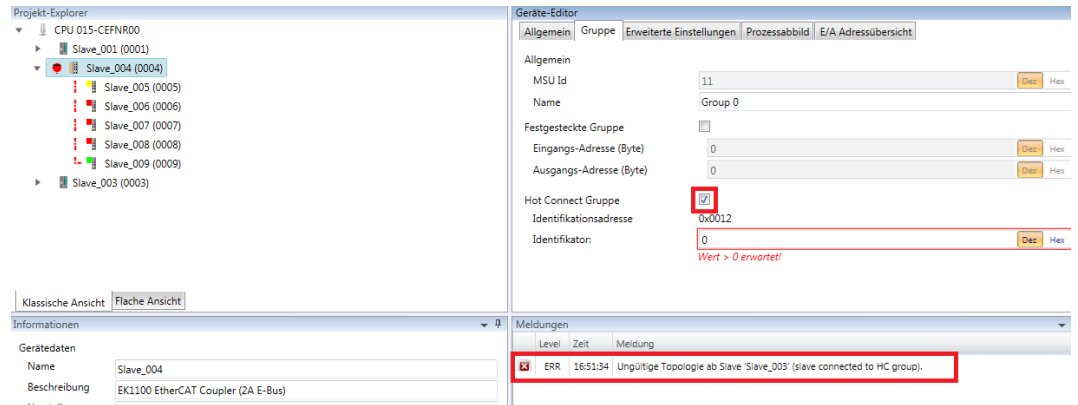 Projekt-Explorer
CPU 015-CEFNR00
Slave_001 (0001)
Slave_004 (0004)
Slave_005 (0005)
Slave_006 (0006)
Slave_007 (0007)
Slave_008 (0008)
Slave_009 (0009)
Slave_003 (0003)
Klassische Ansicht Flache Ansicht
Geräte-Editor
Allgemein Gruppe Erweiterte Einstellungen Prozessabbild E/A Adressübersicht
Allgemein
MSU Id 11 Dez Hex
Name Group 0
Festgesteckte Gruppe
Eingangs-Adresse (Byte) 0 Dez Hex
Ausgangs-Adresse (Byte) 0 Dez Hex
Hot Connect Gruppe
Identifikationsadresse 0x0012
Identifikator: 0 Dez Hex
Wert > 0 erwartet!
Informationen
Gerätedaten
Name Slave_004
Beschreibung EK1100 EtherCAT Coupler (2A E-Bus)
Meldungen
Level Zeit Meldung
ERR 16:51:34 Ungültige Topologie ab Slave 'Slave_003' (slave connected to HC group).